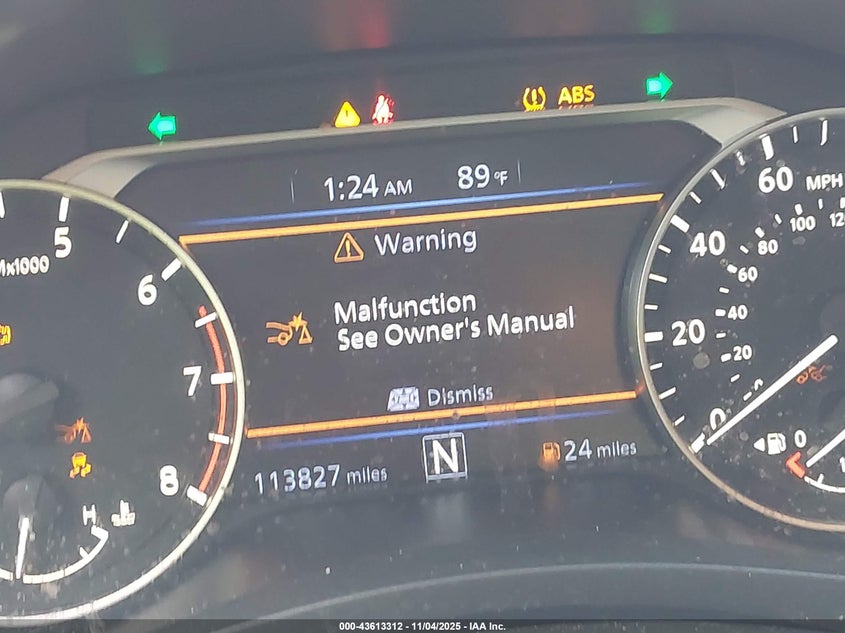 ABS
1:24 AM 89°F
Warning
Malfunction
See Owner's Manual
Dismiss
113827 miles N 24 miles
5
6
7
8
H
60 MPH
40
20
0
100
80
60
40
20
0
000-43613312 - 11/04/2025 - IAA Inc.